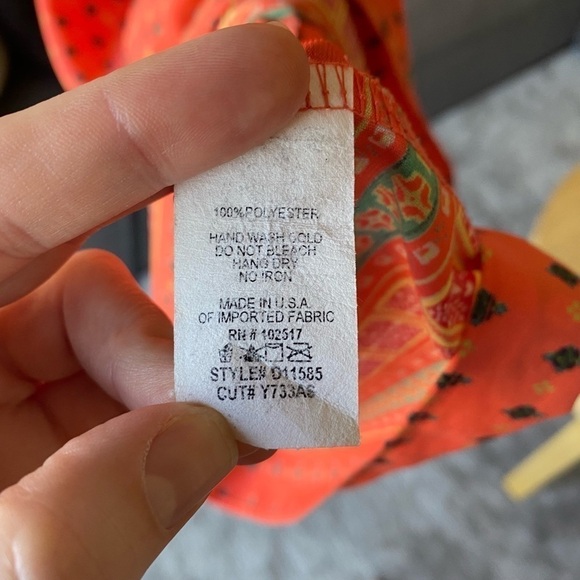 100%POLYESTER
HAND WASH COLD
DO NOT BLEACH
HANG DRY
NO IRON
MADE IN U.S.A.
OF IMPORTED FABRIC
RN # 102517
STYLE# D11585
CUT# Y733A6